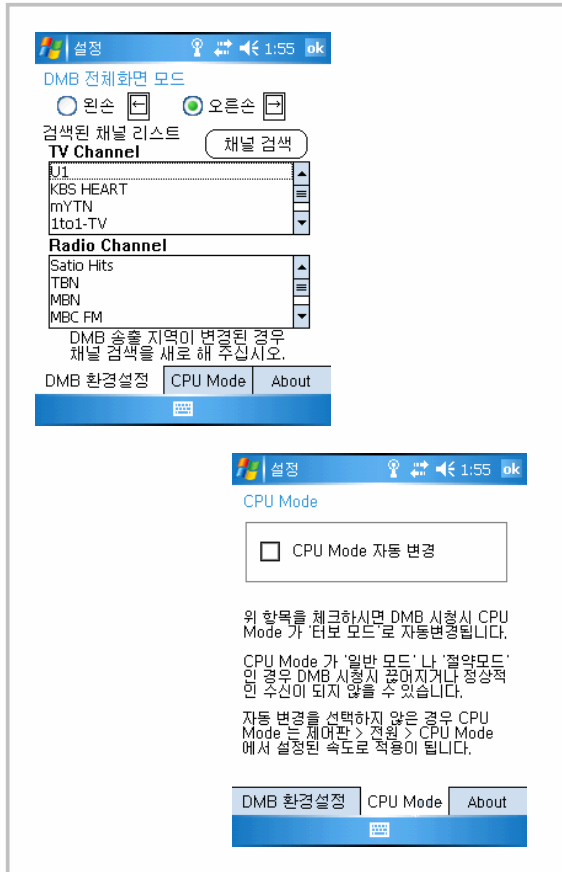 설정 1:55 ok
DMB 전체화면 모드
왼손 ← 오른손 →
검색된 채널 리스트
채널 검색
TV Channel
U1
KBS HEART
mYTN
1to1-TV
Radio Channel
Satio Hits
TBN
MBN
MBC FM
DMB 송출 지역이 변경된 경우
채널 검색을 새로 해 주십시오.
DMB 환경설정 CPU Mode About
설정 1:55 ok
CPU Mode
CPU Mode 자동 변경
위 항목을 체크하시면 DMB 시청시 CPU
Mode 가 '터보 모드'로 자동변경됩니다.
CPU Mode 가 '일반 모드' 나 '절약모드'
인 경우 DMB 시청시 끊어지거나 정상적
인 수신이 되지 않을 수 있습니다.
자동 변경을 선택하지 않은 경우 CPU
Mode 는 제어판 > 전원 > CPU Mode
에서 설정된 속도로 적용이 됩니다.
DMB 환경설정 CPU Mode About